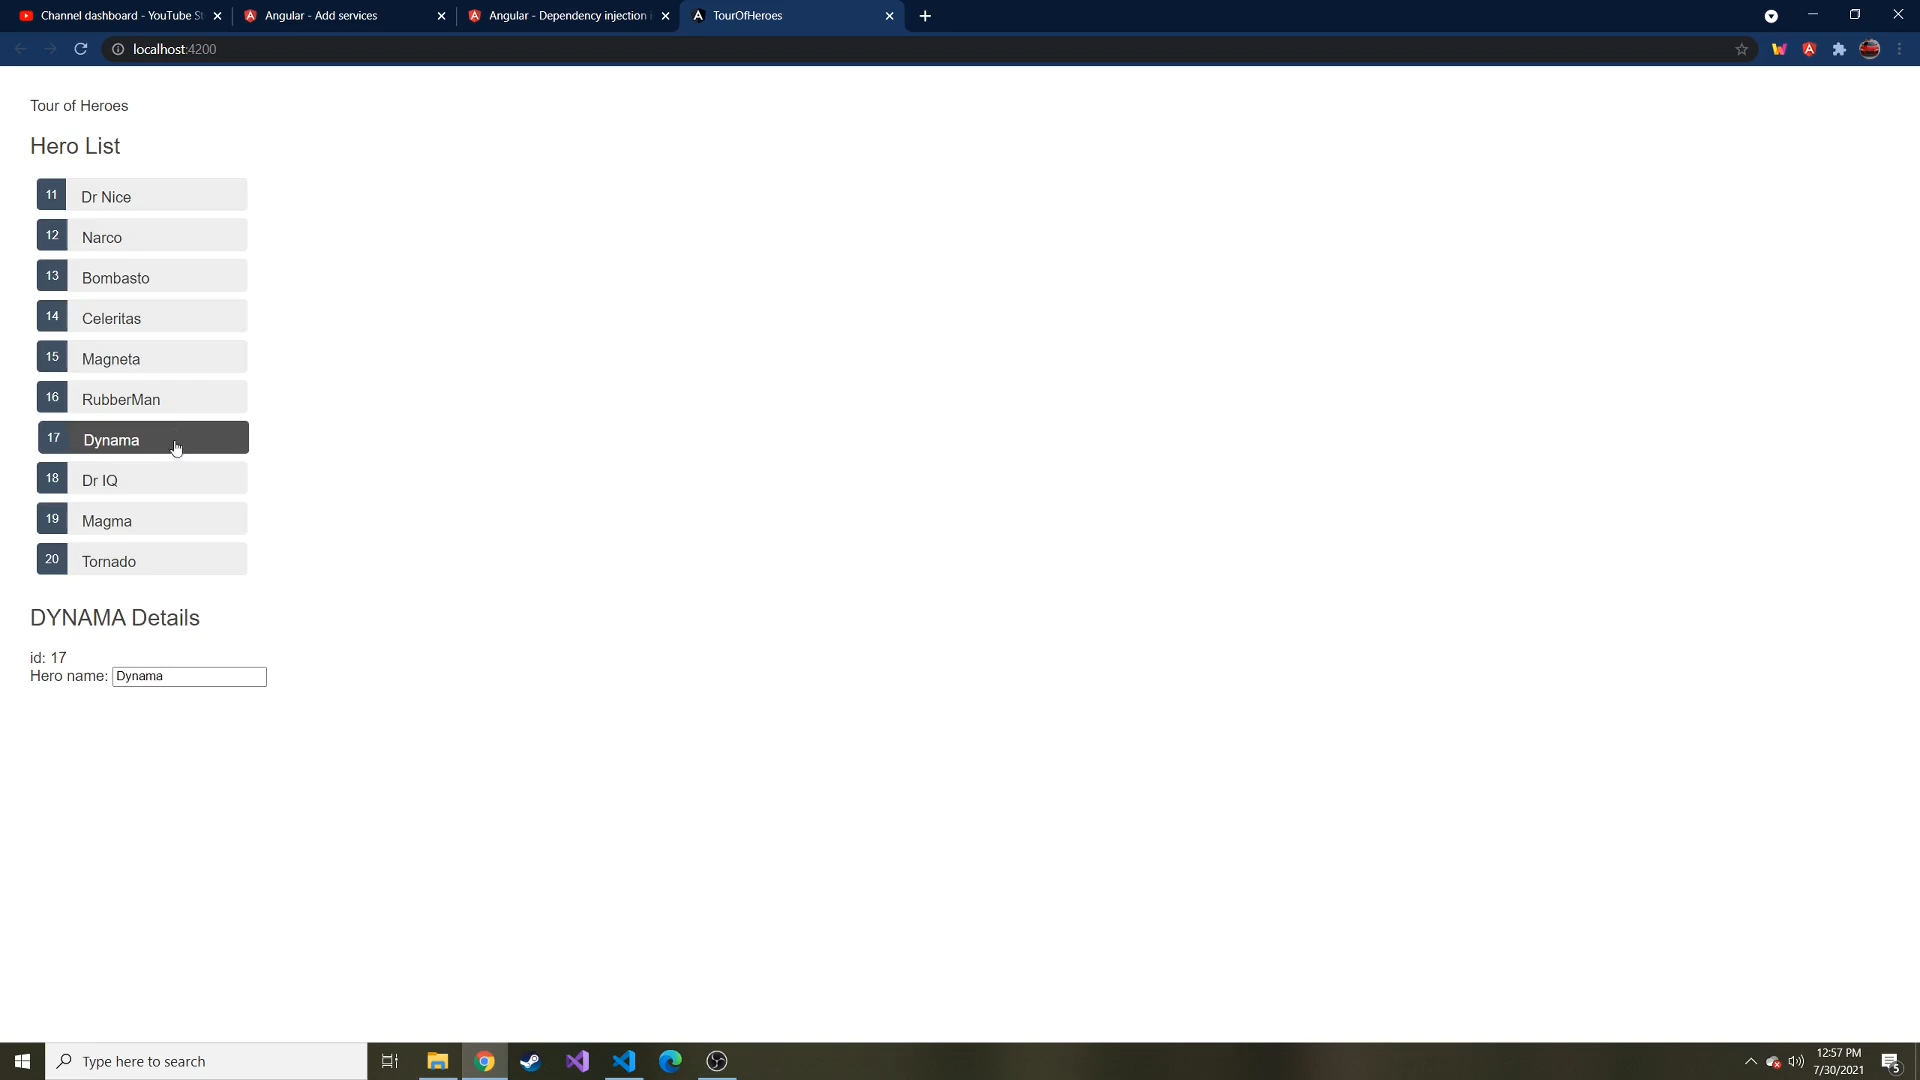 Channel dashboard - YouTube St
Angular - Add services
Angular - Dependency injection i
TourOfHeroes
localhost:4200
Tour of Heroes
Hero List
11 Dr Nice
12 Narco
13 Bombasto
14 Celeritas
15 Magneta
16 RubberMan
17 Dynama
18 Dr IQ
19 Magma
20 Tornado
DYNAMA Details
id: 17
Hero name: Dynama
Type here to search
12:57 PM
7/30/2021
5